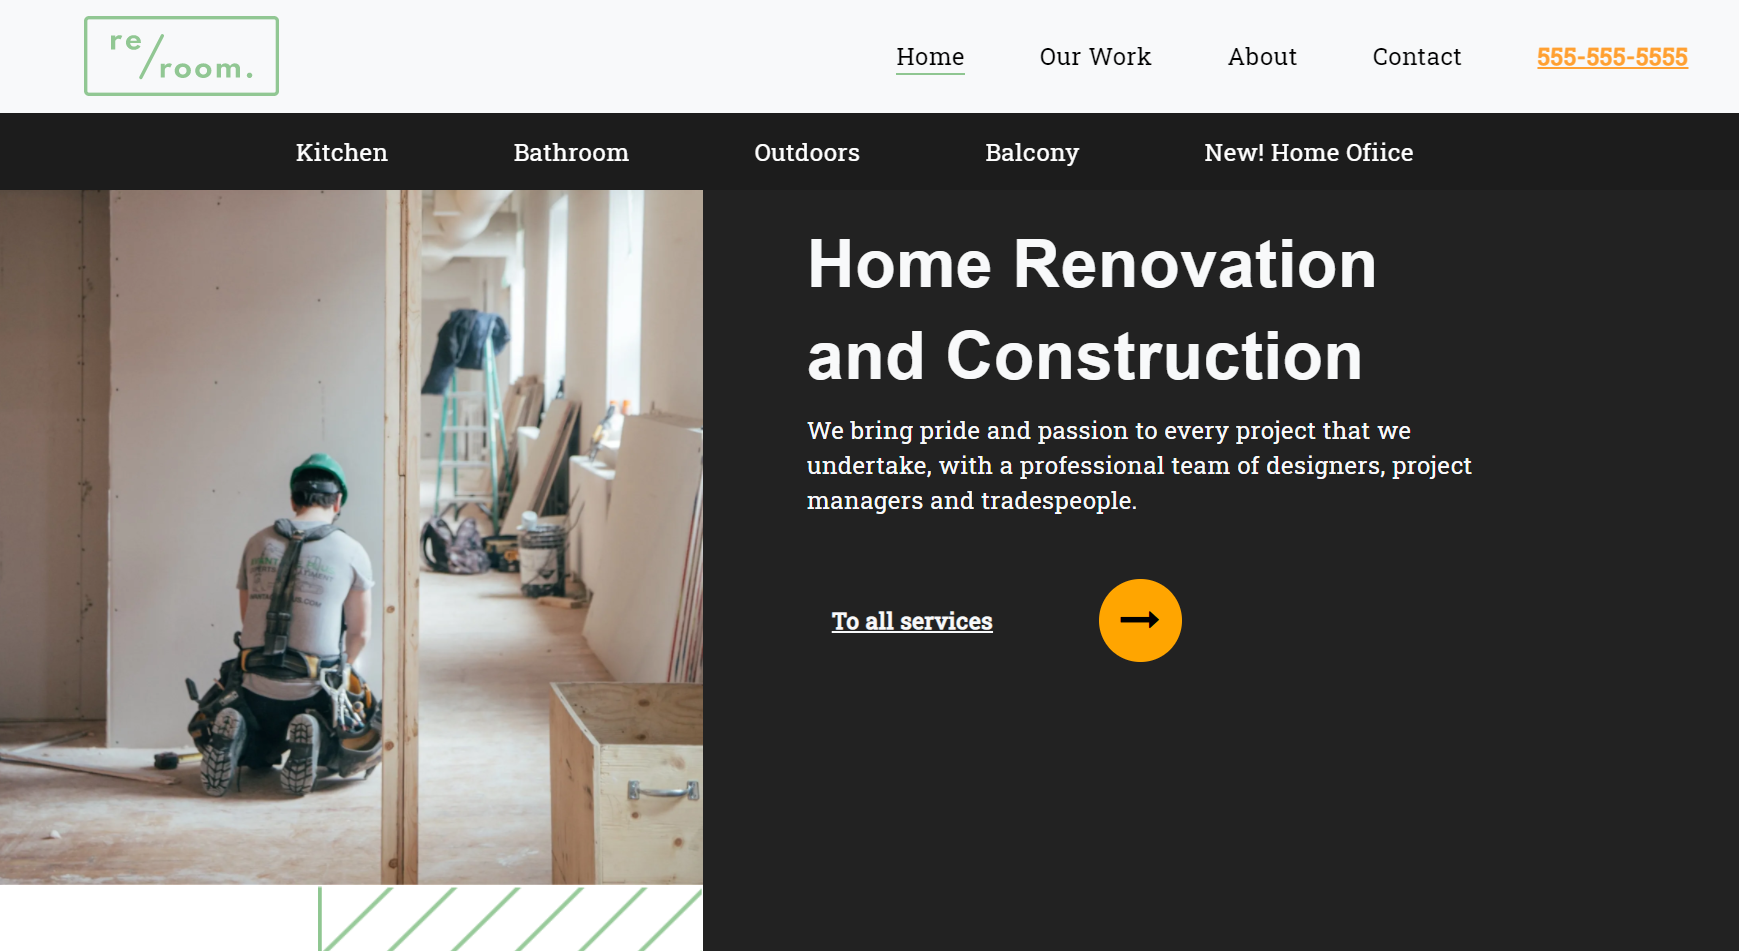 re
/room.
Home Our Work About Contact 555-555-5555
Kitchen Bathroom Outdoors Balcony New! Home Ofiice
Home Renovation
and Construction
We bring pride and passion to every project that we
undertake, with a professional team of designers, project
managers and tradespeople.
To all services